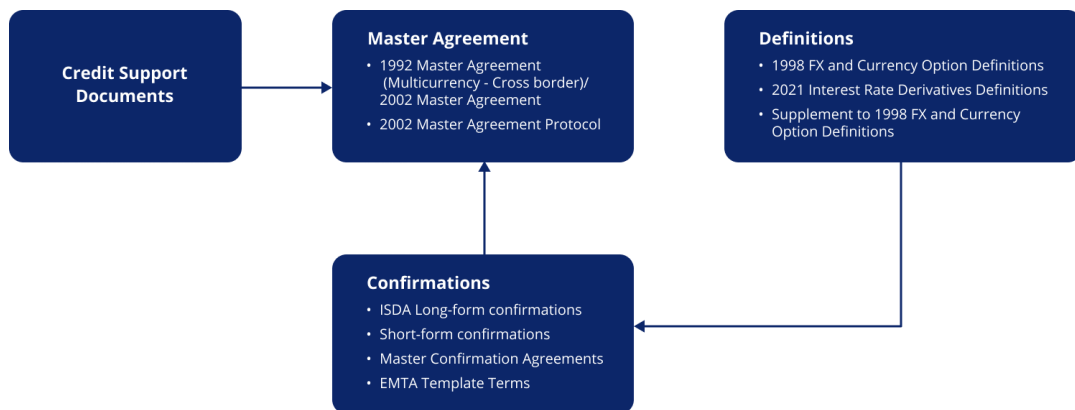 Credit Support
Documents
Master Agreement
• 1992 Master Agreement
(Multicurrency - Cross border)/
2002 Master Agreement
• 2002 Master Agreement Protocol
Definitions
• 1998 FX and Currency Option Definitions
• 2021 Interest Rate Derivatives Definitions
• Supplement to 1998 FX and Currency
Option Definitions
Confirmations
• ISDA Long-form confirmations
• Short-form confirmations
• Master Confirmation Agreements
• EMTA Template Terms